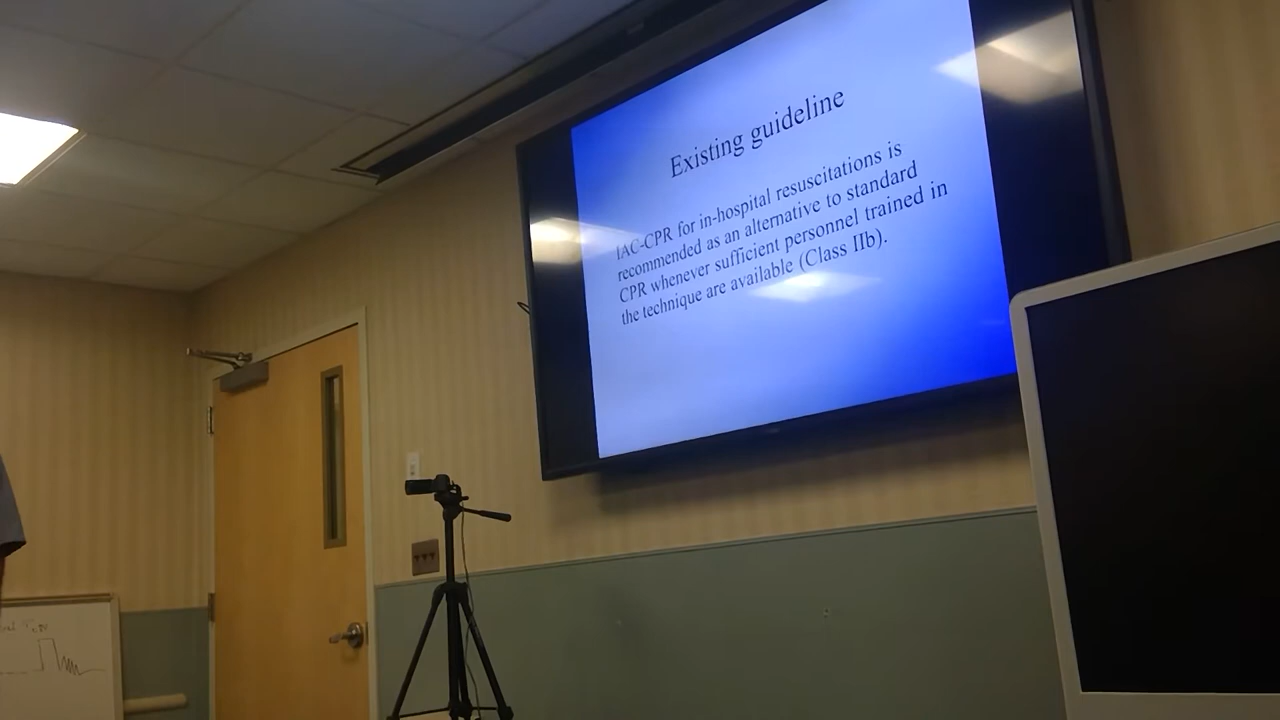 Existing guideline
IAC-CPR for in-hospital resuscitations is
recommended as an alternative to standard
CPR whenever sufficient personnel trained in
the technique are available (Class IIb).